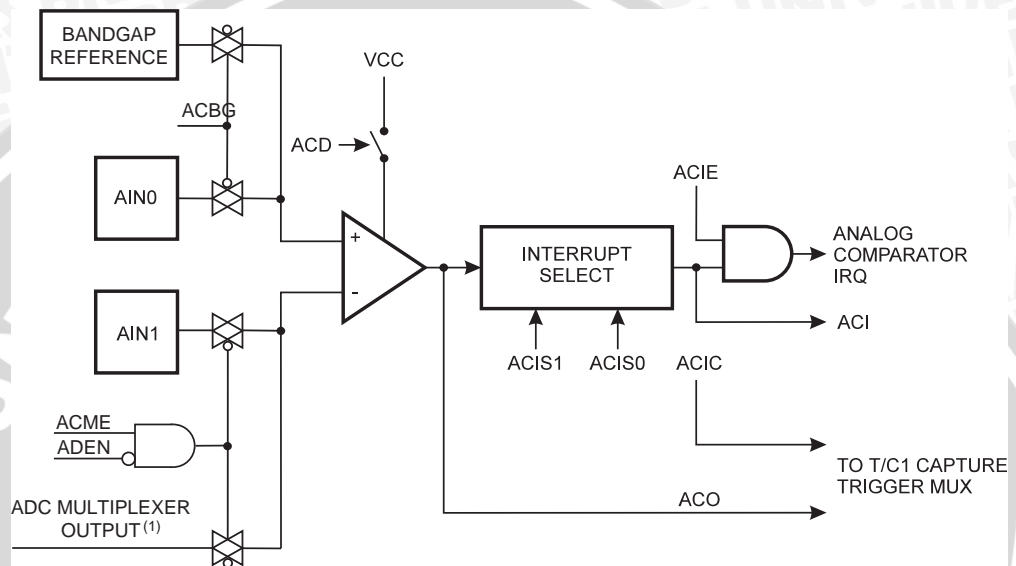 BANDGAP
REFERENCE
VCC
ACBG
ACD
ACIE
AIN0
+
INTERRUPT
SELECT
ANALOG
COMPARATOR
IRQ
-
AIN1
ACI
ACIS1
ACIS0
ACIC
ACME
ADEN
TO T/C1 CAPTURE
TRIGGER MUX
ADC MULTIPLEXER
OUTPUT (1)
ACO